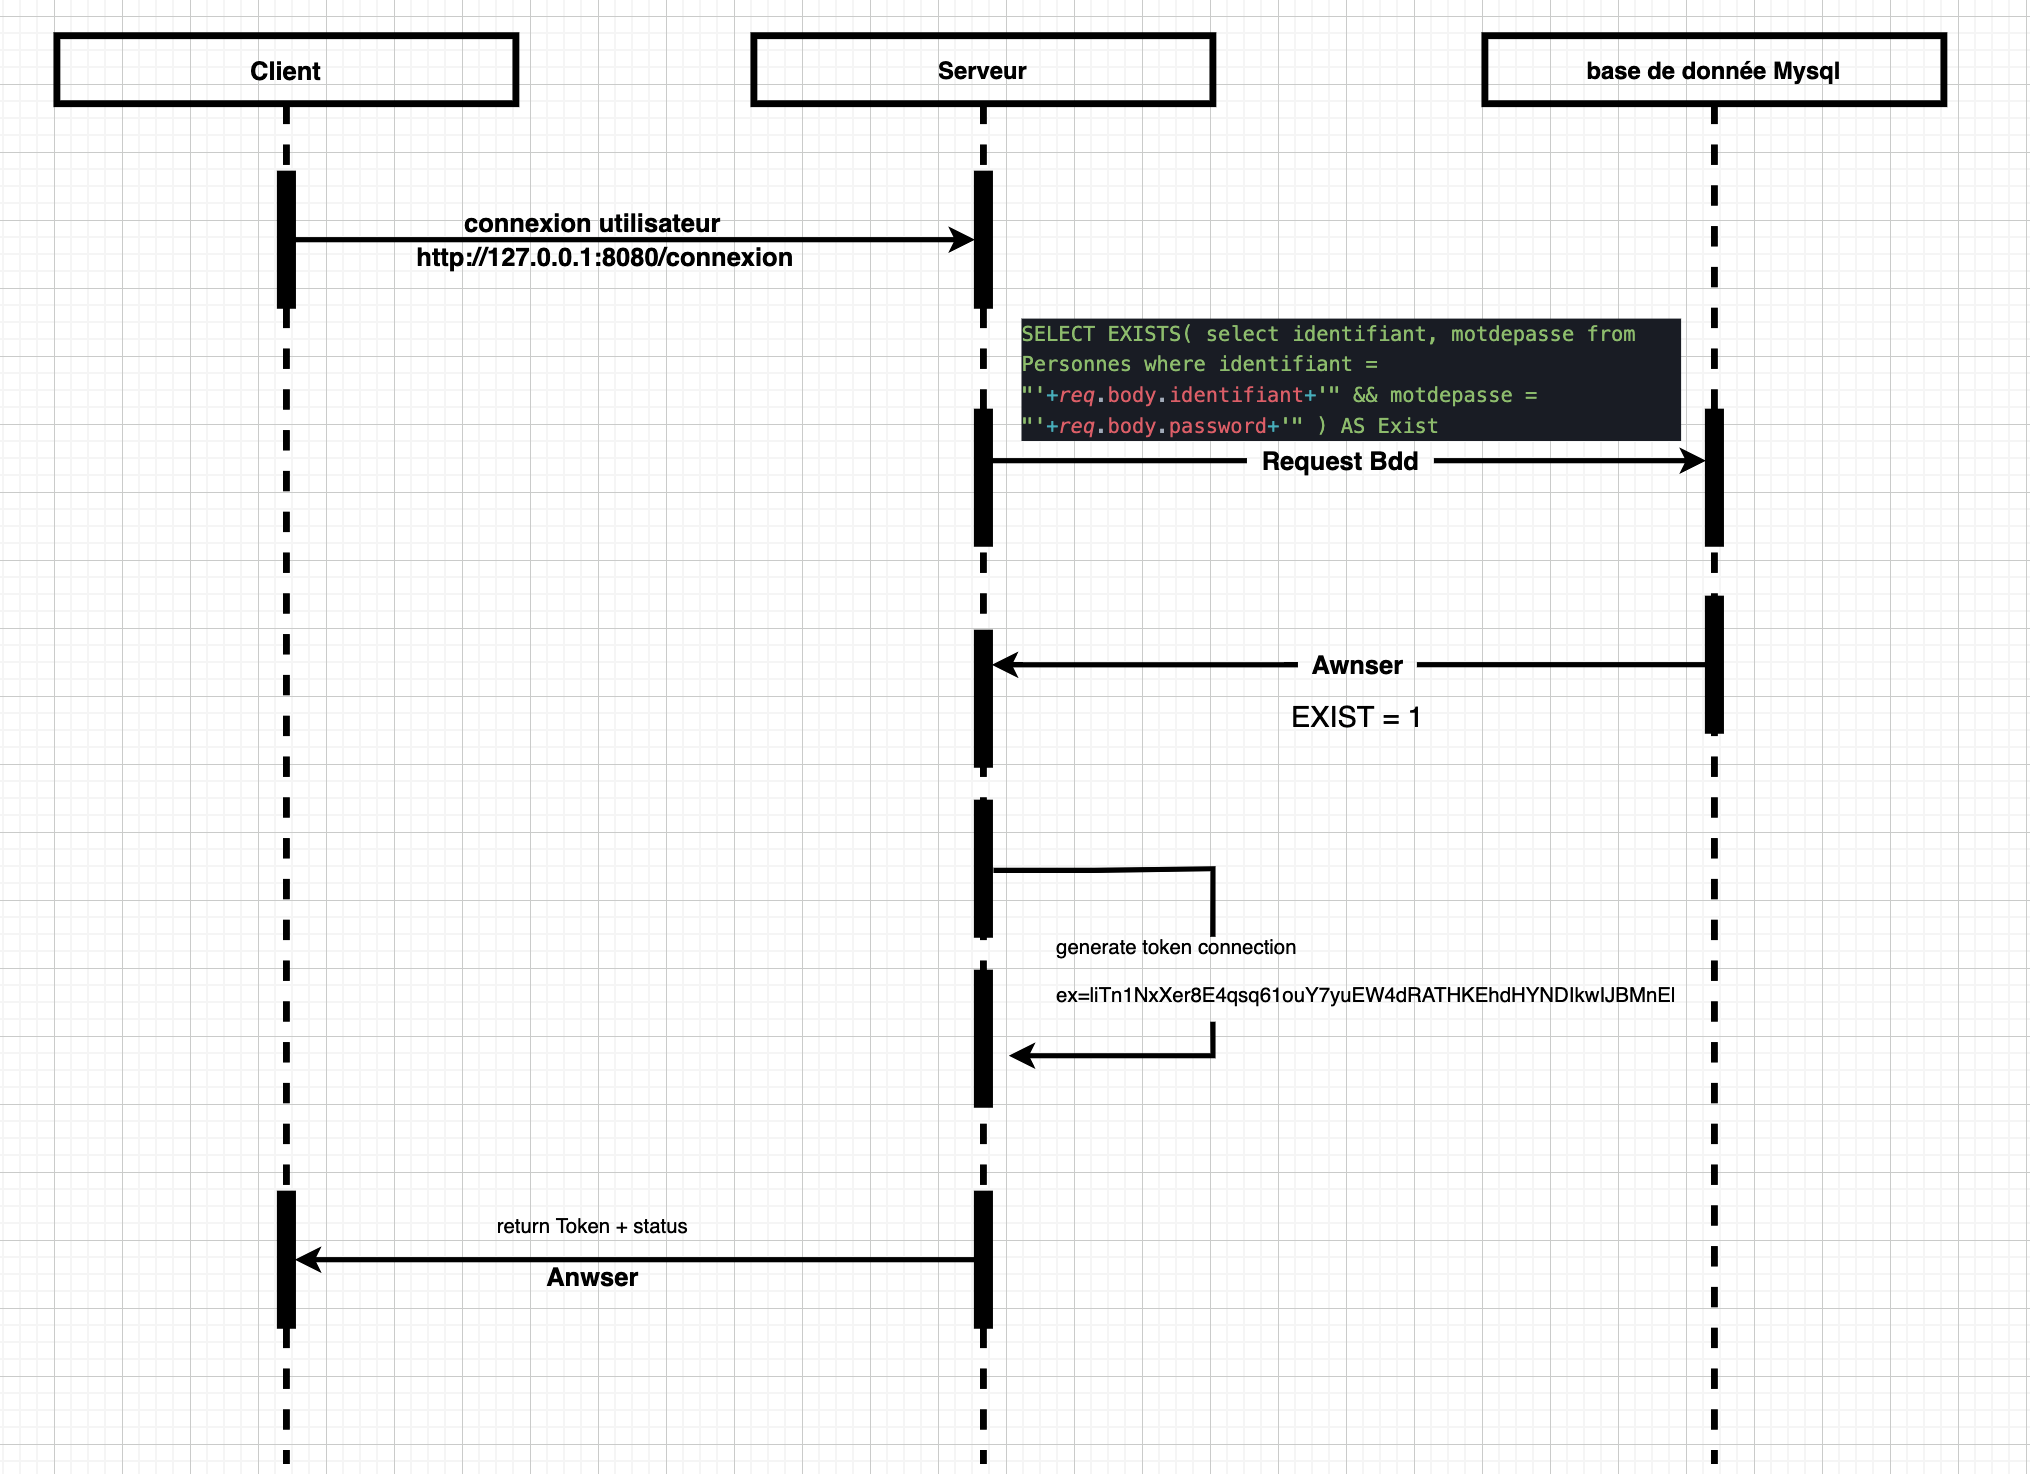 Client
Serveur
base de donnée Mysql
connexion utilisateur
http://127.0.0.1:8080/connexion
SELECT EXISTS( select identifiant, motdepasse from
Personnes where identifiant =
"'+req.body.identifiant+'" && motdepasse =
"'+req.body.password+'" ) AS Exist
Request Bdd
Awnser
EXIST = 1
generate token connection
ex=liTn1NxXer8E4qsq61ouY7yuEW4dRATHKEhdHYNDIkwIJBMnEl
return Token + status
Anwser